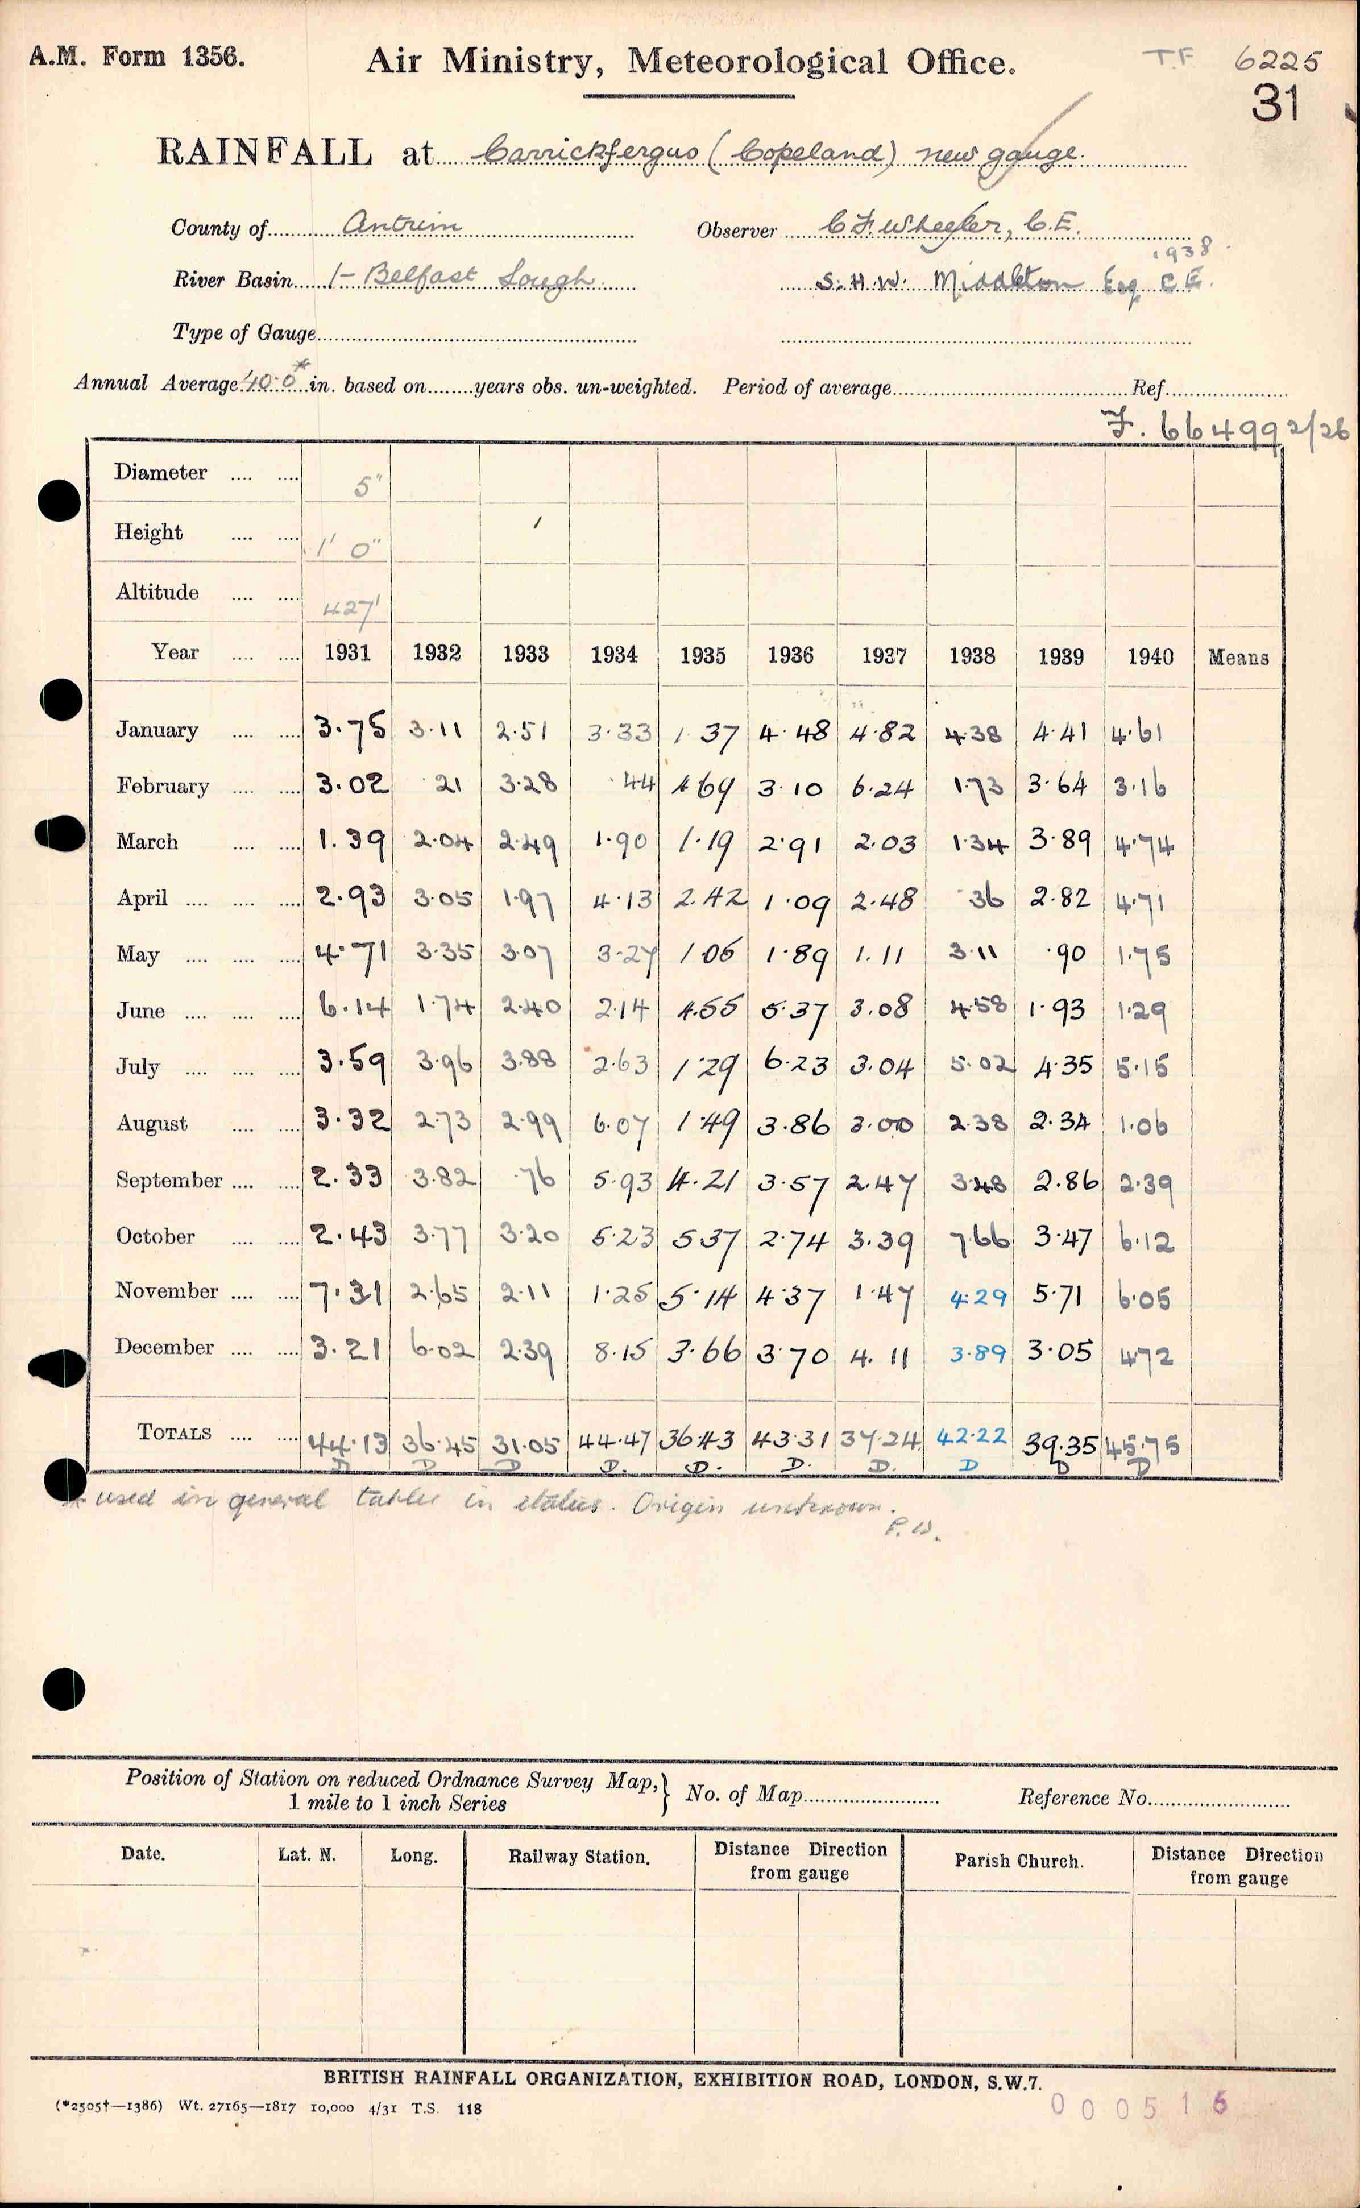 A.M. Form 1356. Air Ministry, Meteorological Office. T.F 6225
31
RAINFALL at Carrickfergus (Copeland) new gauge.
County of Antrim Observer C F. Wheeler, C.E.
1938
River Basin 1– Belfast Lough S. H. W. Middleton Esq C E.
Type of Gauge
Annual Average 40.0* in. based on years obs. un-weighted. Period of average Ref.
F. 66499 2/26
Diameter 5"
Height 1' 0"
Altitude 427'
Year 1931 1932 1933 1934 1935 1936 1937 1938 1939 1940 Means
January 3.75 3.11 2.51 3.33 1.37 4.48 4.82 4.38 4.41 4.61
February 3.02 .21 3.28 .44 4.69 3.10 6.24 1.73 3.64 3.16
March 1.39 2.04 2.49 1.90 1.19 2.91 2.03 1.34 3.89 4.74
April 2.93 3.05 1.97 4.13 2.42 1.09 2.48 .36 2.82 4.71
May 4.71 3.35 3.07 3.27 1.05 1.89 1.11 3.11 .90 1.75
June 6.14 1.74 2.40 2.14 4.55 5.37 3.08 4.58 1.93 1.29
July 3.59 3.96 3.88 2.63 1.29 6.23 3.04 5.02 4.35 5.15
August 3.32 2.73 2.99 6.07 1.49 3.86 3.00 2.38 2.34 1.06
September 2.33 3.82 .76 5.93 4.21 3.57 2.47 3.48 2.86 2.39
October 2.43 3.77 3.20 5.23 5.37 2.74 3.39 7.66 3.47 6.12
November 7.31 2.65 2.11 1.25 5.14 4.37 1.47 4.29 5.71 6.05
December 3.21 6.02 2.39 8.15 3.66 3.70 4.11 3.89 3.05 4.72
TOTALS 44.13 36.45 31.05 44.47 36.43 43.31 37.24 42.22 39.35 45.75
D D D D. D. D. D. D D D
* used in general table in italics. Origin unknown.
P.W.
Position of Station on reduced Ordnance Survey Map, } No. of Map Reference No.
1 mile to 1 inch Series
Date. Lat. N. Long. Railway Station. Distance Direction from gauge Parish Church. Distance Direction from gauge
BRITISH RAINFALL ORGANIZATION, EXHIBITION ROAD, LONDON, S.W.7.
(*2505†—1386) Wt. 27165—1817 10,000 4/31 T.S. 118
000516